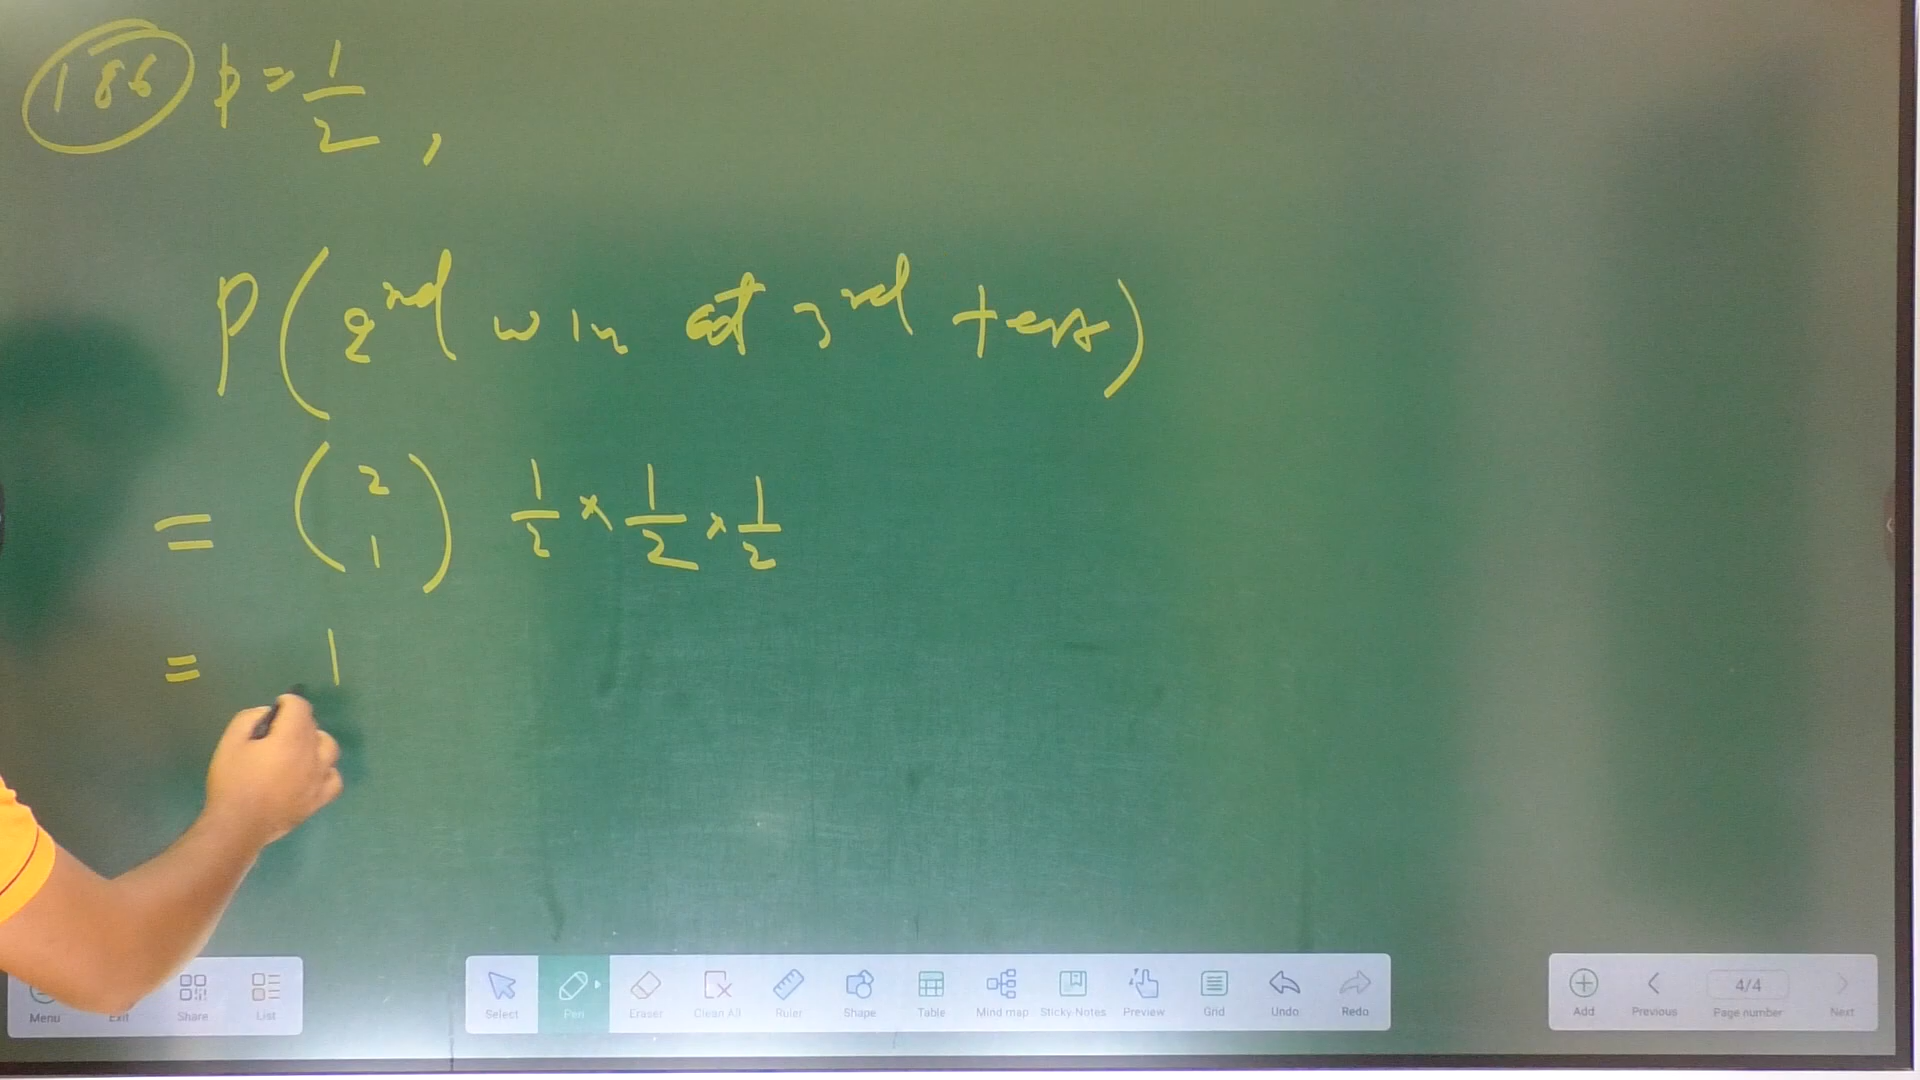 186 p = 1/2 ,
P(2nd win at 3rd test)
= (2 1) 1/2 × 1/2 × 1/2
= 1
Menu Exit Share List Select Pen Eraser Clean All Ruler Shape Table Mind map Sticky Notes Preview Grid Undo Redo Add Previous 4/4 Page number Next